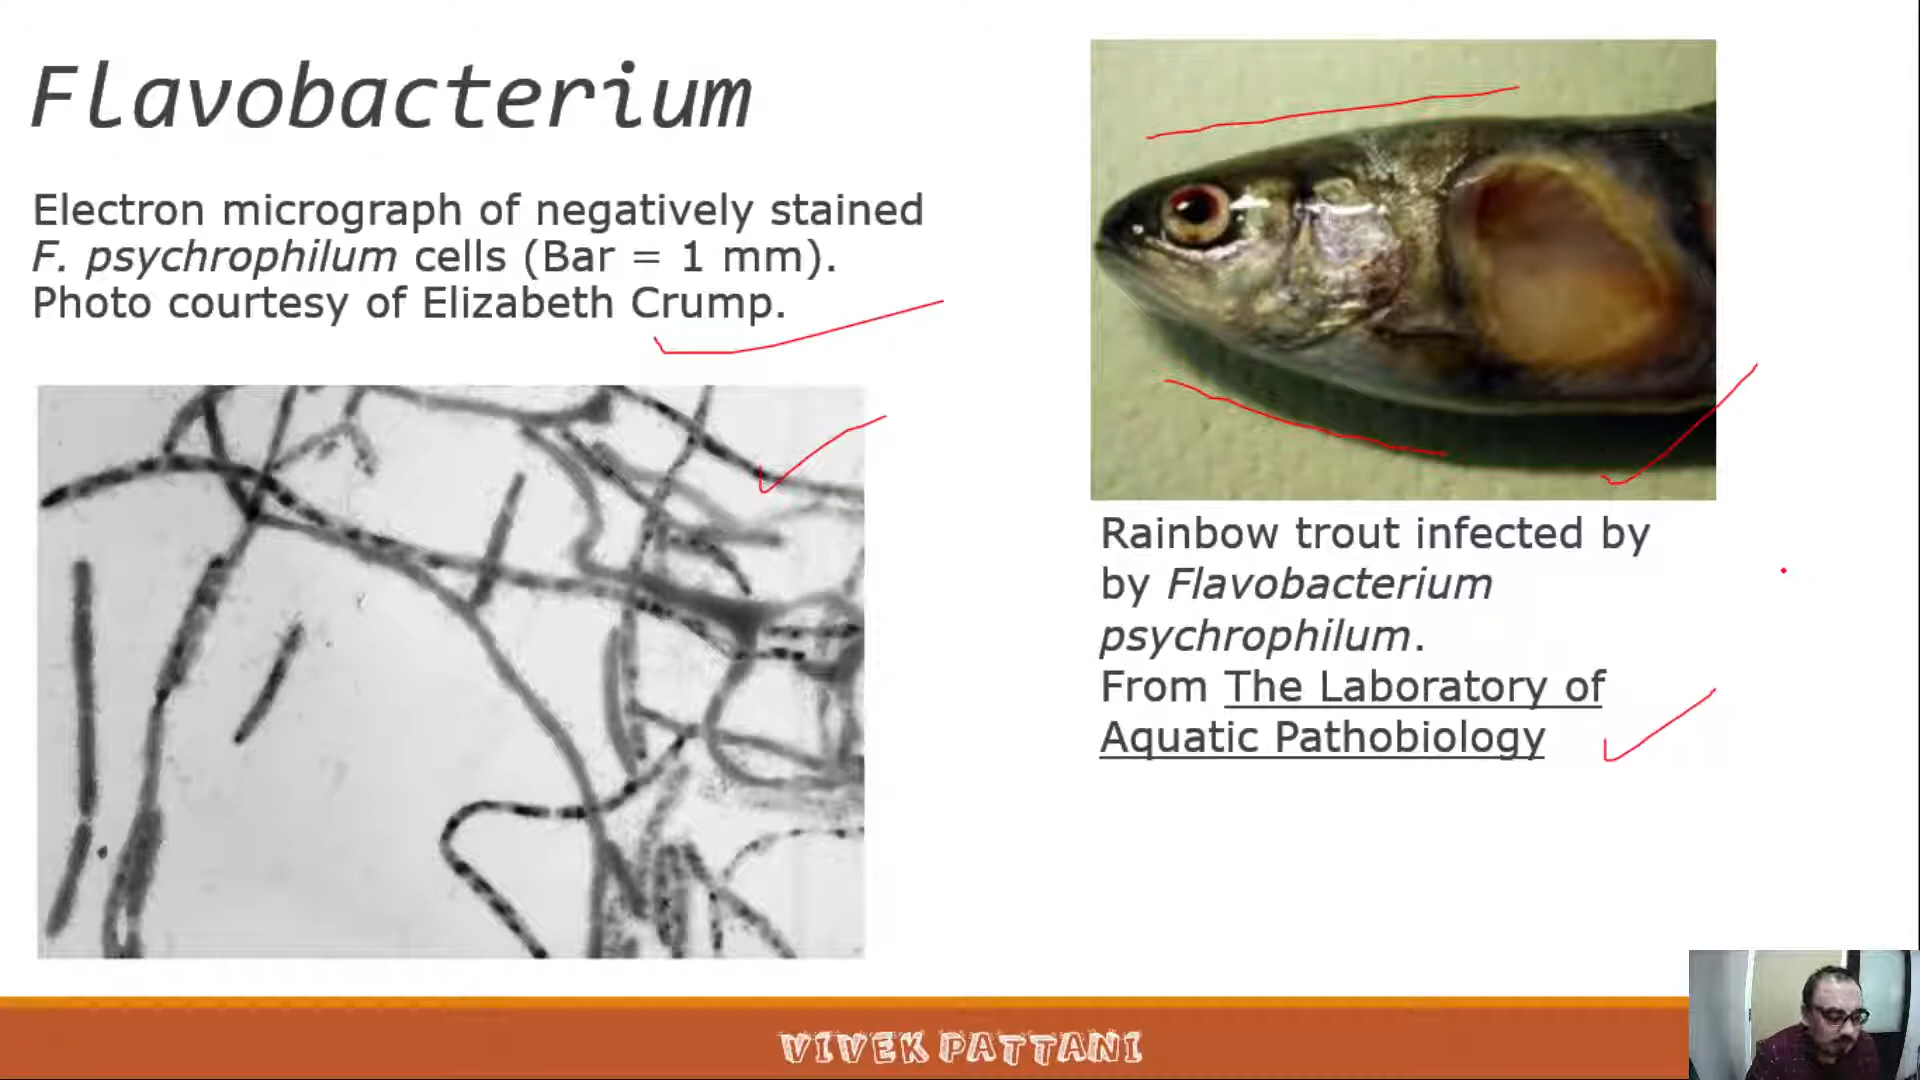 Flavobacterium
Electron micrograph of negatively stained
F. psychrophilum cells (Bar = 1 mm).
Photo courtesy of Elizabeth Crump.
Rainbow trout infected by
by Flavobacterium
psychrophilum.
From The Laboratory of
Aquatic Pathobiology
VIVEK PATTANI